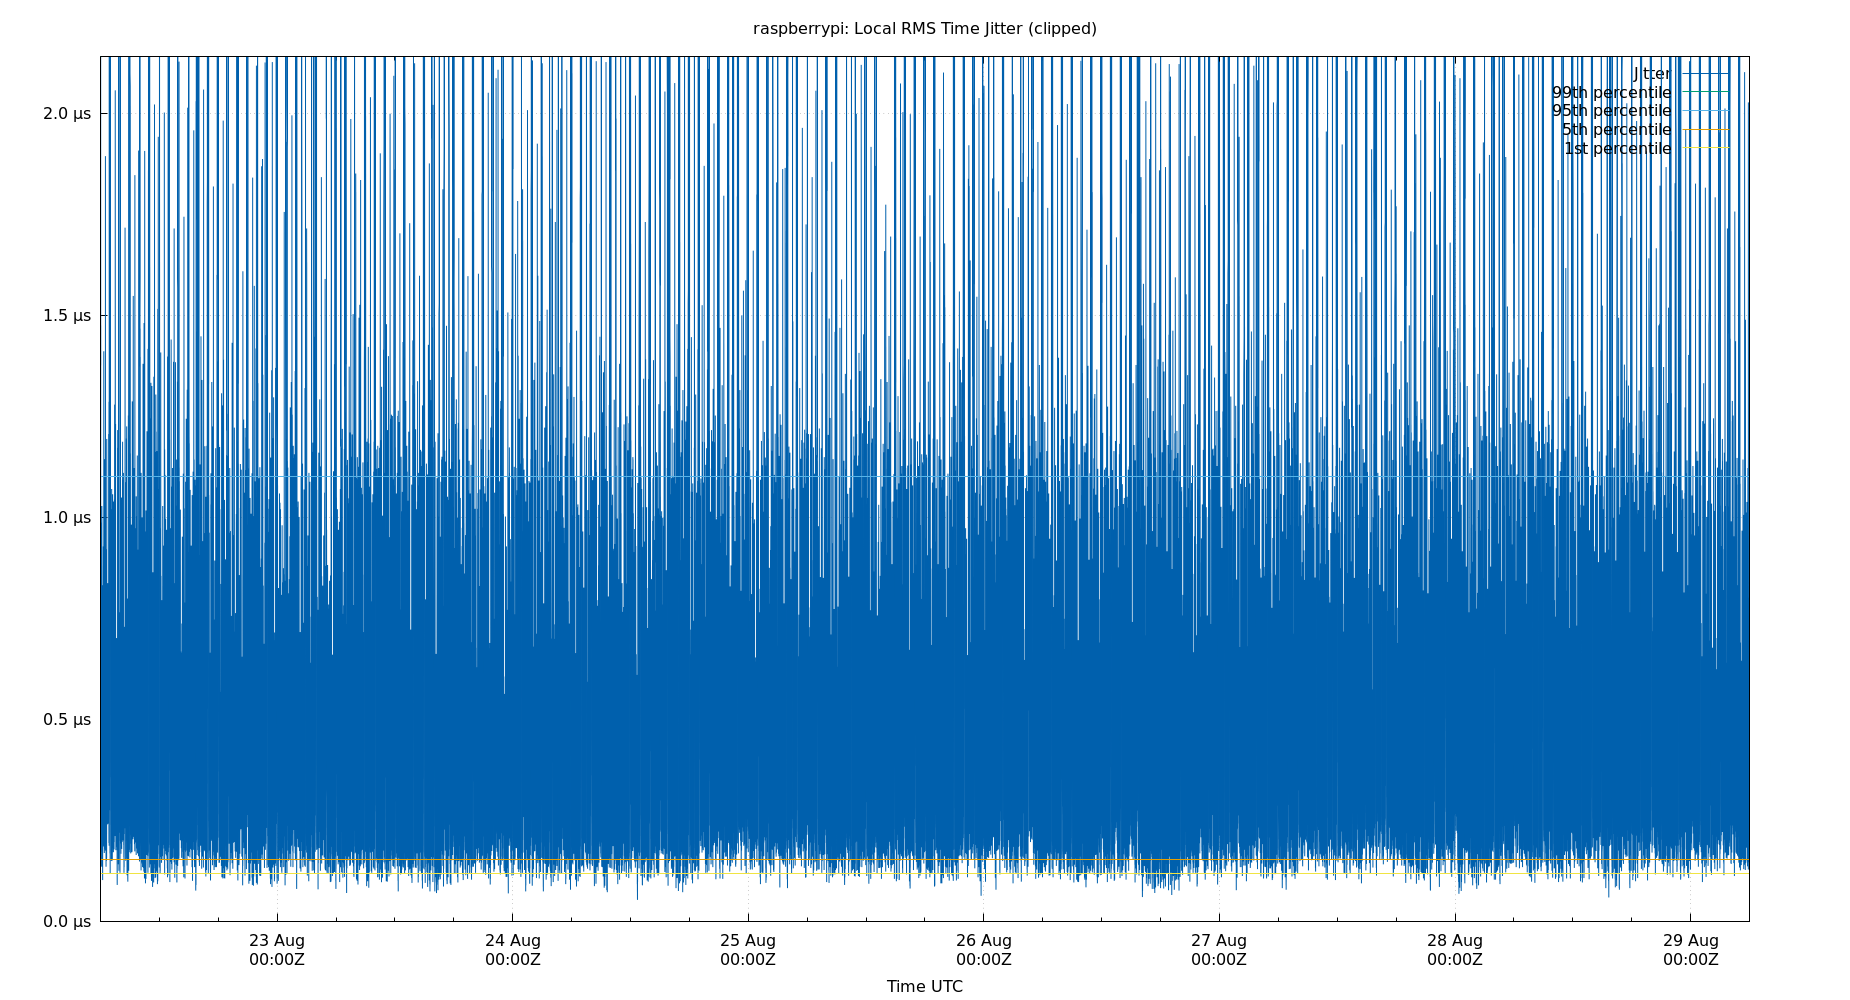 raspberrypi: Local RMS Time Jitter (clipped)
Jitter
99th percentile
95th percentile
5th percentile
1st percentile
2.0 µs
1.5 µs
1.0 µs
0.5 µs
0.0 µs
23 Aug 24 Aug 25 Aug 26 Aug 27 Aug 28 Aug 29 Aug
00:00Z 00:00Z 00:00Z 00:00Z 00:00Z 00:00Z 00:00Z
Time UTC